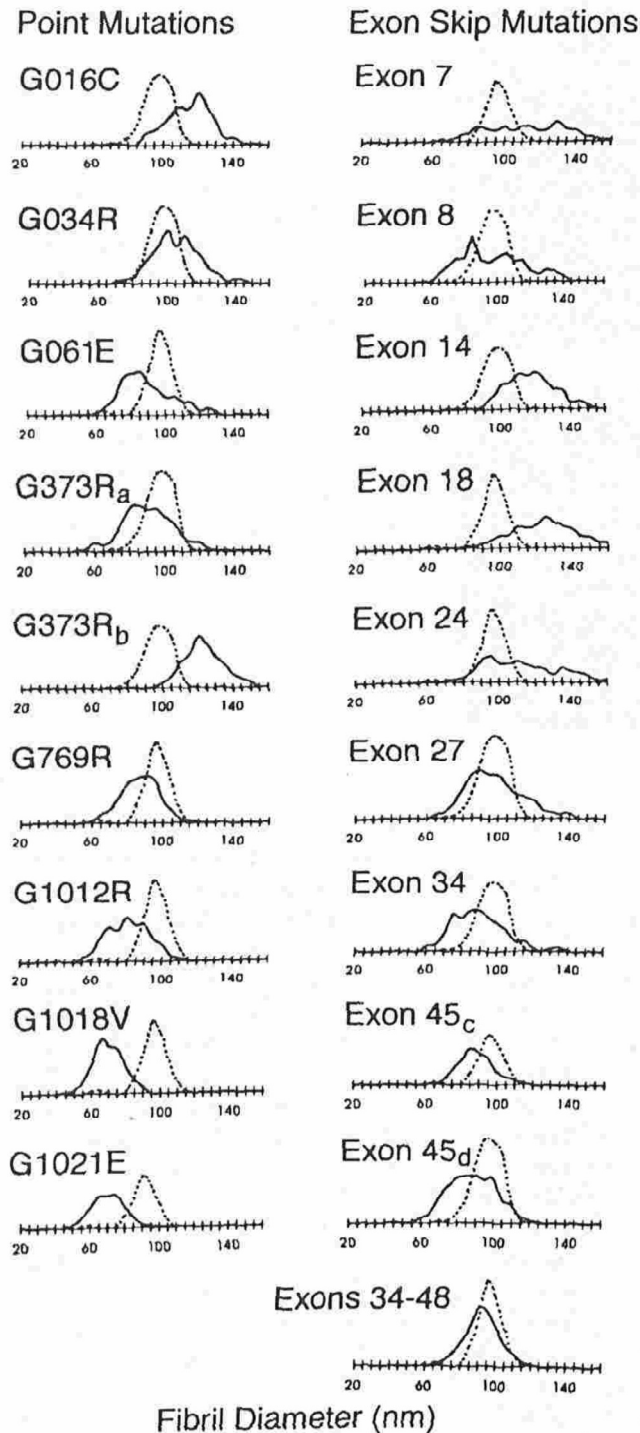 Point Mutations
Exon Skip Mutations
G016C
20 60 100 140
Exon 7
20 60 100 140
G034R
20 60 100 140
Exon 8
20 60 100 140
G061E
20 60 100 140
Exon 14
20 60 100 140
G373Ra
20 60 100 140
Exon 18
20 60 100 140
G373Rb
20 60 100 140
Exon 24
20 60 100 140
G769R
20 60 100 140
Exon 27
20 60 100 140
G1012R
20 60 100 140
Exon 34
20 60 100 140
G1018V
20 60 100 140
Exon 45c
20 60 100 140
G1021E
20 60 100 140
Exon 45d
20 60 100 140
Exons 34-48
20 60 100 140
Fibril Diameter (nm)